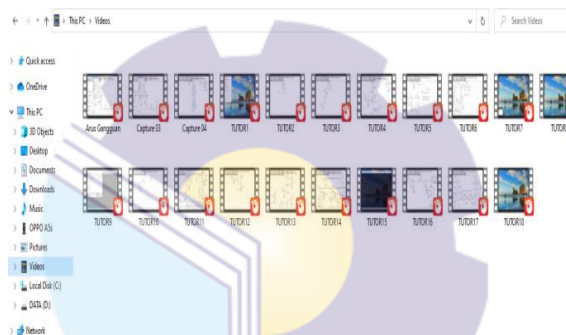 This PC > Videos
Search Videos
Quick access
OneDrive
This PC
3D Objects
Desktop
Documents
Downloads
Music
OPPO A5s
Pictures
Videos
Local Disk (C:)
DATA (D:)
Network
Arus Gangguan Capture 03 Capture 04 TUTOR1 TUTOR2 TUTOR3 TUTOR4 TUTOR5 TUTOR6 TUTOR7 TUTOR
TUTOR9 TUTOR10 TUTOR11 TUTOR12 TUTOR13 TUTOR14 TUTOR15 TUTOR16 TUTOR17 TUTOR18